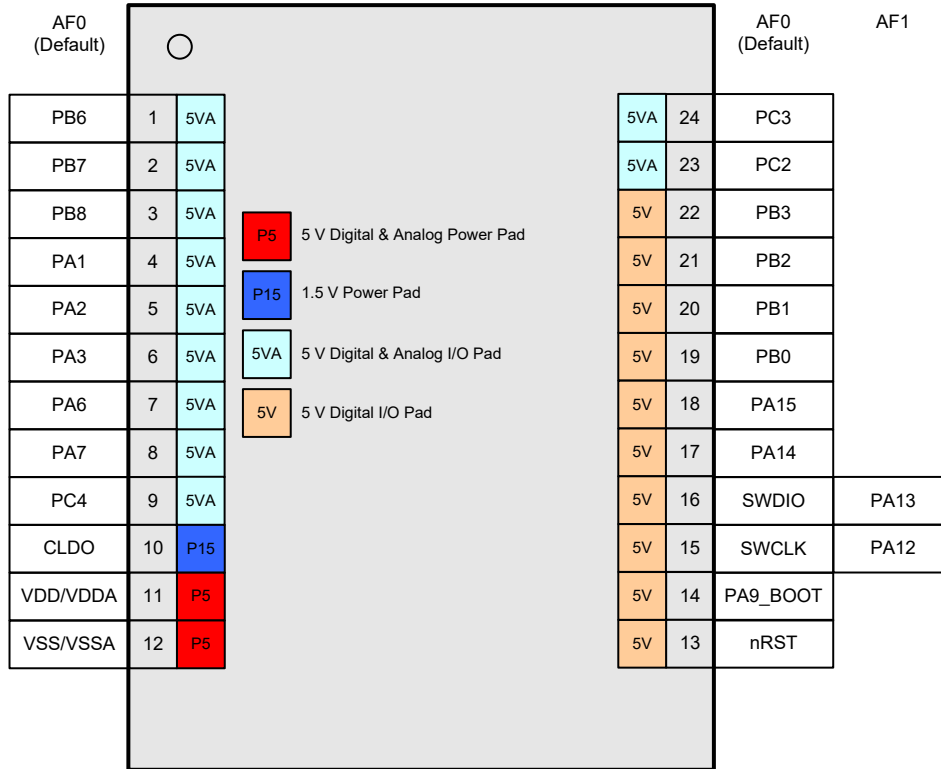 AF0
(Default)
AF0
(Default)
AF1
PB6 1 5VA
5VA 24 PC3
PB7 2 5VA
5VA 23 PC2
PB8 3 5VA
5V 22 PB3
PA1 4 5VA
5V 21 PB2
PA2 5 5VA
5V 20 PB1
PA3 6 5VA
5V 19 PB0
PA6 7 5VA
5V 18 PA15
PA7 8 5VA
5V 17 PA14
PC4 9 5VA
5V 16 SWDIO PA13
CLDO 10 P15
5V 15 SWCLK PA12
VDD/VDDA 11 P5
5V 14 PA9_BOOT
VSS/VSSA 12 P5
5V 13 nRST
P5 5 V Digital & Analog Power Pad
P15 1.5 V Power Pad
5VA 5 V Digital & Analog I/O Pad
5V 5 V Digital I/O Pad